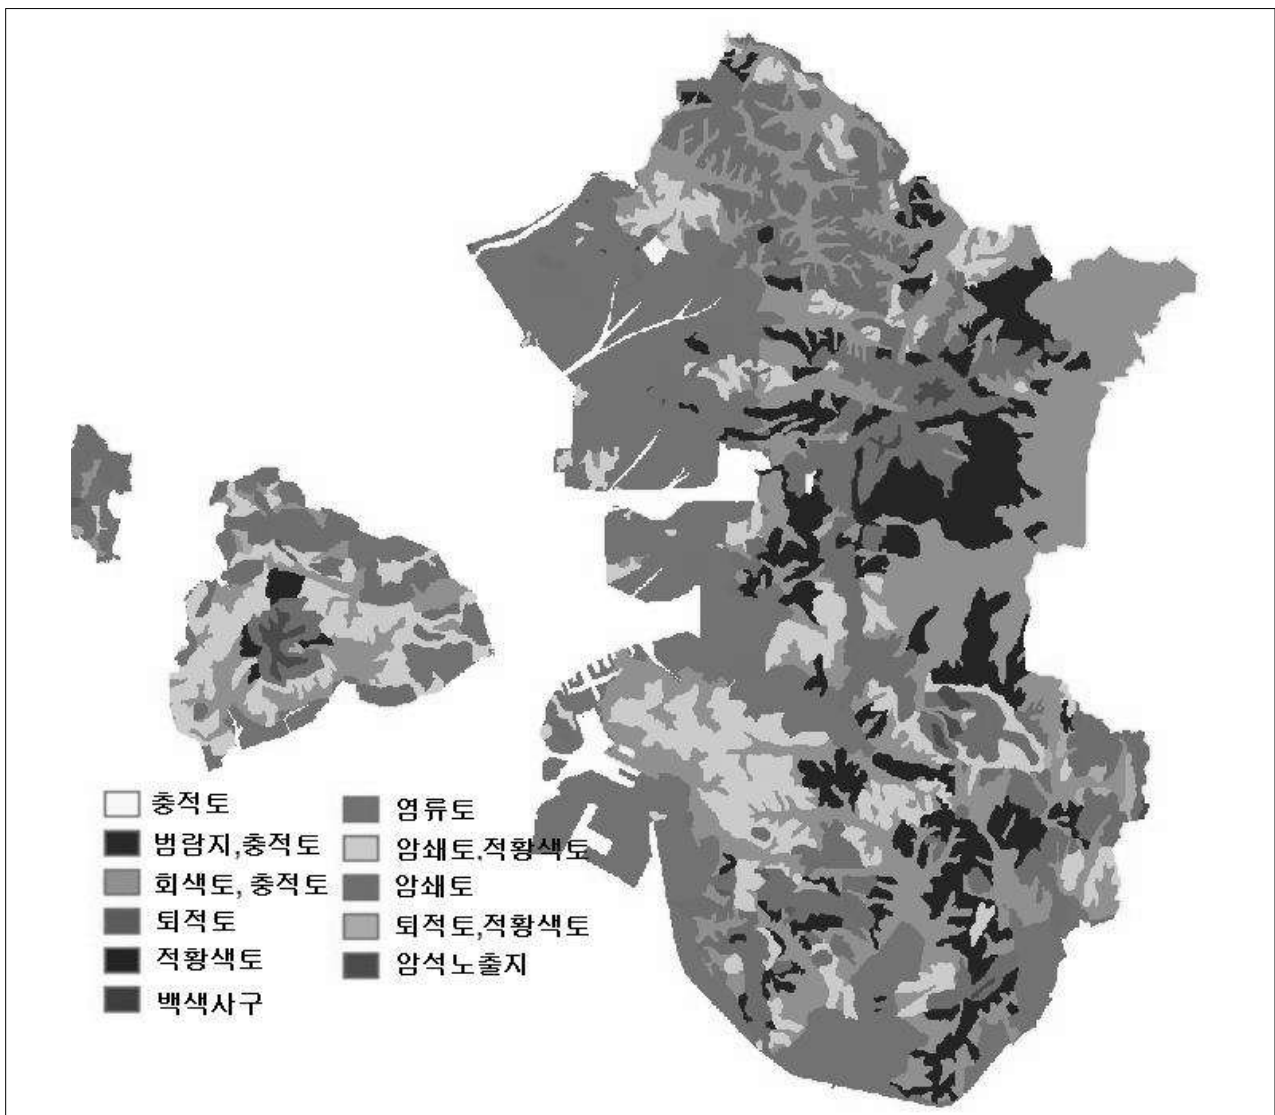 충적토
범람지,충적토
회색토, 충적토
퇴적토
적황색토
백색사구
염류토
암쇄토,적황색토
암쇄토
퇴적토,적황색토
암석노출지